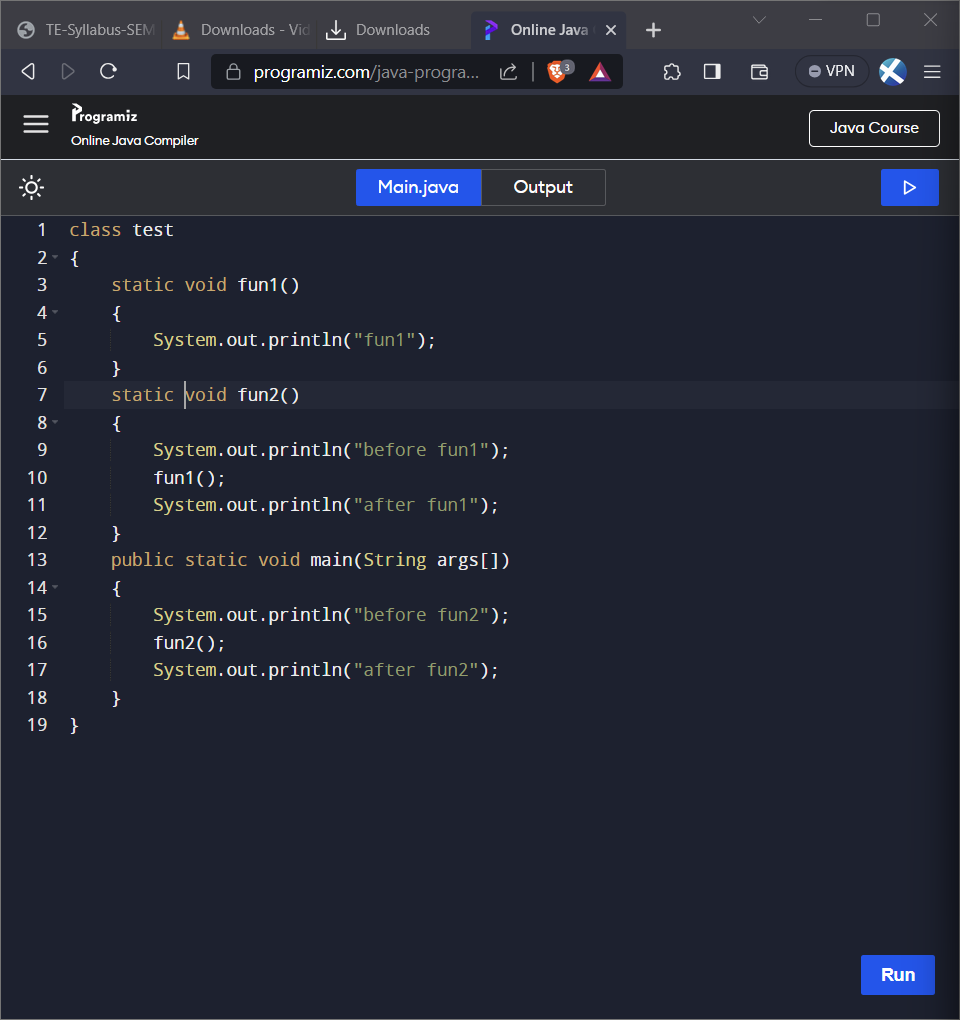 TE-Syllabus-SEM Downloads - Vid Downloads Online Java
programiz.com/java-progra... 3 VPN
Programiz
Online Java Compiler
Java Course
Main.java Output
1 class test
2 {
3 static void fun1()
4 {
5 System.out.println("fun1");
6 }
7 static void fun2()
8 {
9 System.out.println("before fun1");
10 fun1();
11 System.out.println("after fun1");
12 }
13 public static void main(String args[])
14 {
15 System.out.println("before fun2");
16 fun2();
17 System.out.println("after fun2");
18 }
19 }
Run